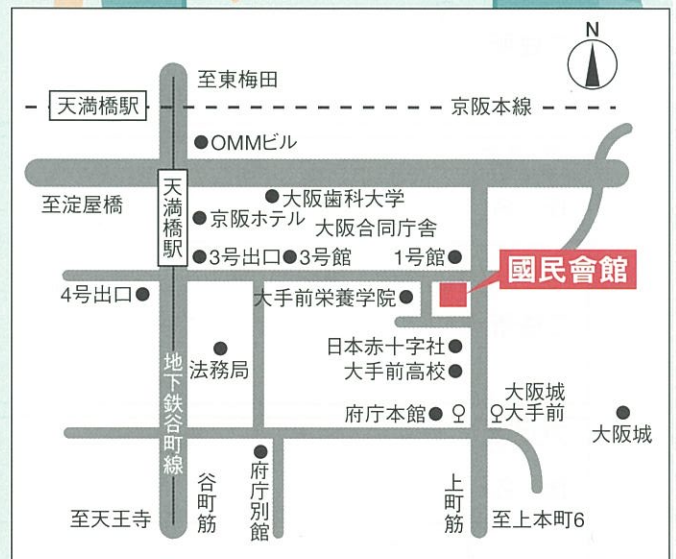 N
至東梅田
天満橋駅
京阪本線
OMMビル
至淀屋橋
天満橋駅
大阪歯科大学
京阪ホテル
大阪合同庁舎
3号出口
3号館
1号館
國民會館
4号出口
大手前栄養学院
法務局
日本赤十字社
大手前高校
地下鉄谷町線
府庁本館
大阪城
大手前
大阪城
至天王寺
谷町筋
府庁別館
上町筋
至上本町6